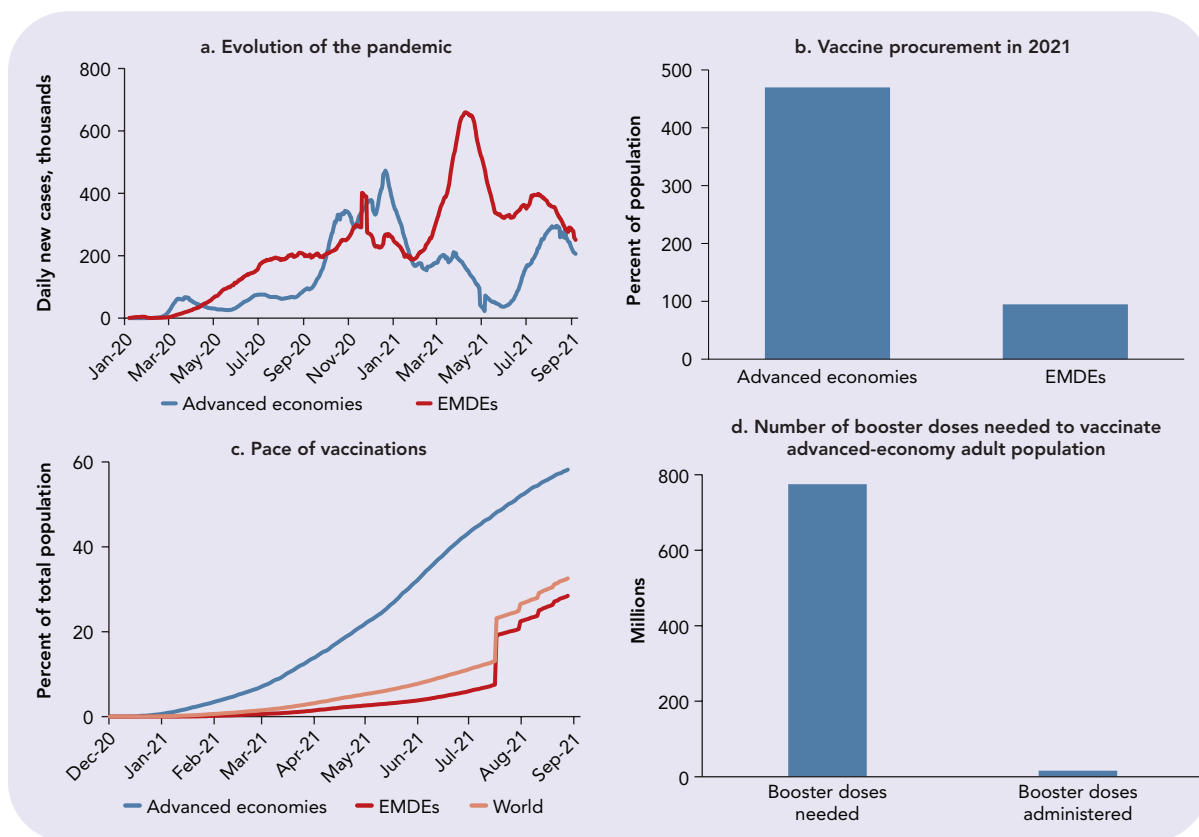 a. Evolution of the pandemic
Daily new cases, thousands
800
600
400
200
0
Jan-20
Mar-20
May-20
Jul-20
Sep-20
Nov-20
Jan-21
Mar-21
May-21
Jul-21
Sep-21
Advanced economies
EMDEs
b. Vaccine procurement in 2021
Percent of population
500
400
300
200
100
0
Advanced economies
EMDEs
c. Pace of vaccinations
Percent of total population
60
40
20
0
Dec-20
Jan-21
Feb-21
Mar-21
Apr-21
May-21
Jun-21
Jul-21
Aug-21
Sep-21
Advanced economies
EMDEs
World
d. Number of booster doses needed to vaccinate
advanced-economy adult population
Millions
800
600
400
200
0
Booster doses
needed
Booster doses
administered